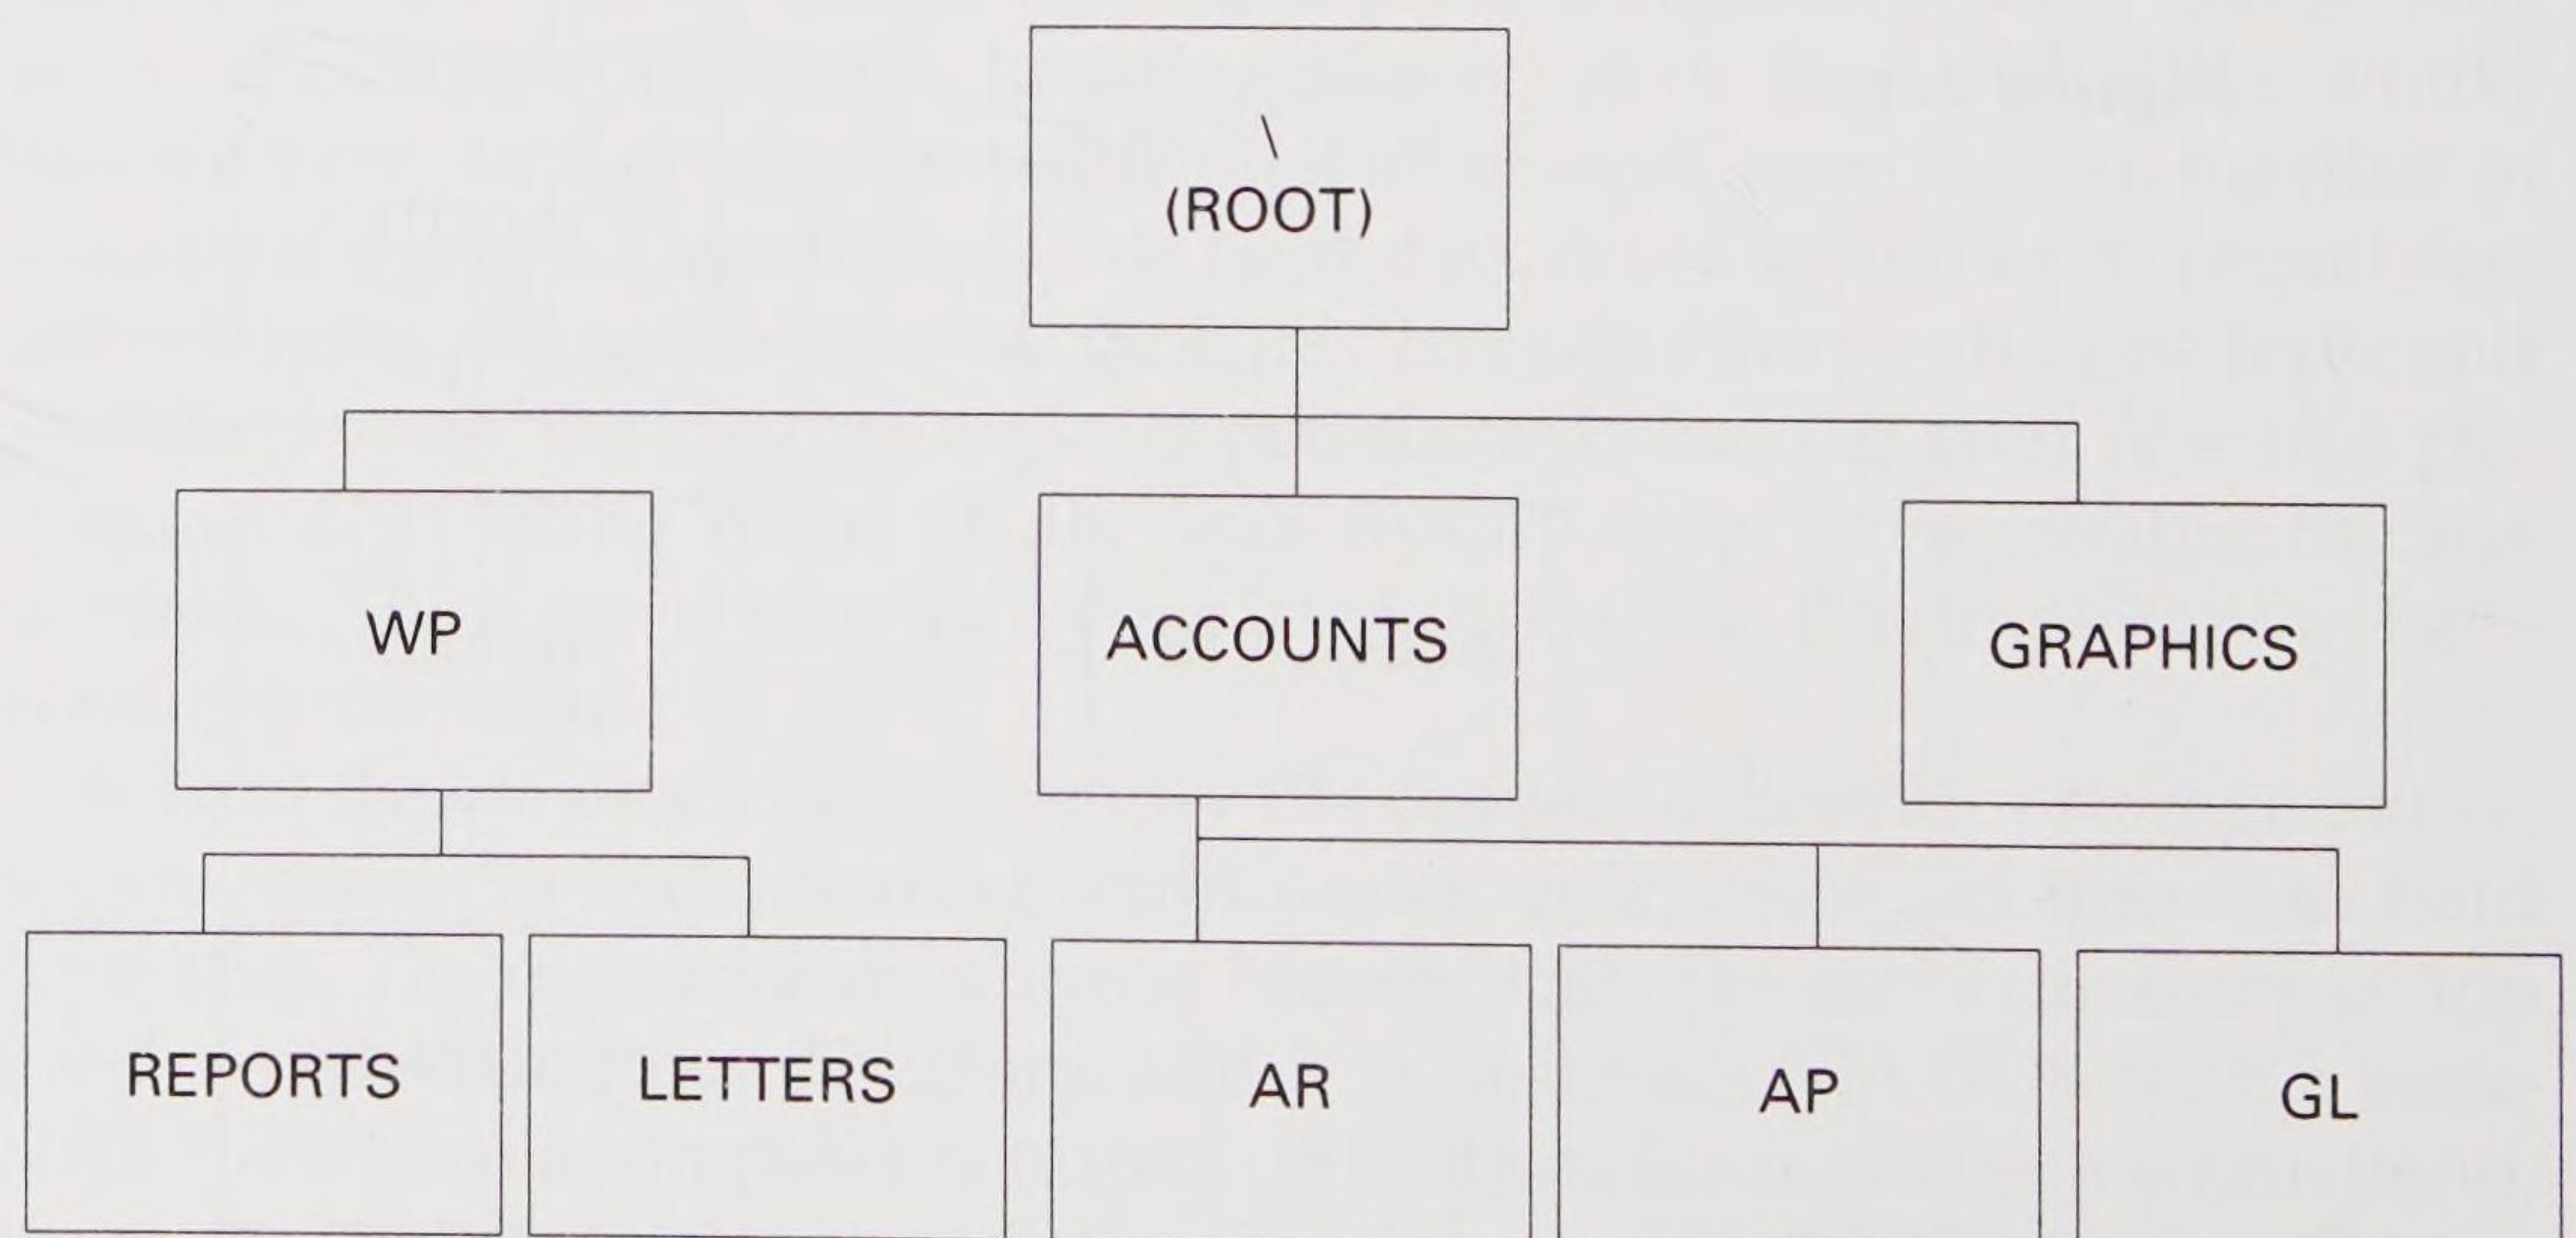 \
(ROOT)
WP
ACCOUNTS
GRAPHICS
REPORTS
LETTERS
AR
AP
GL